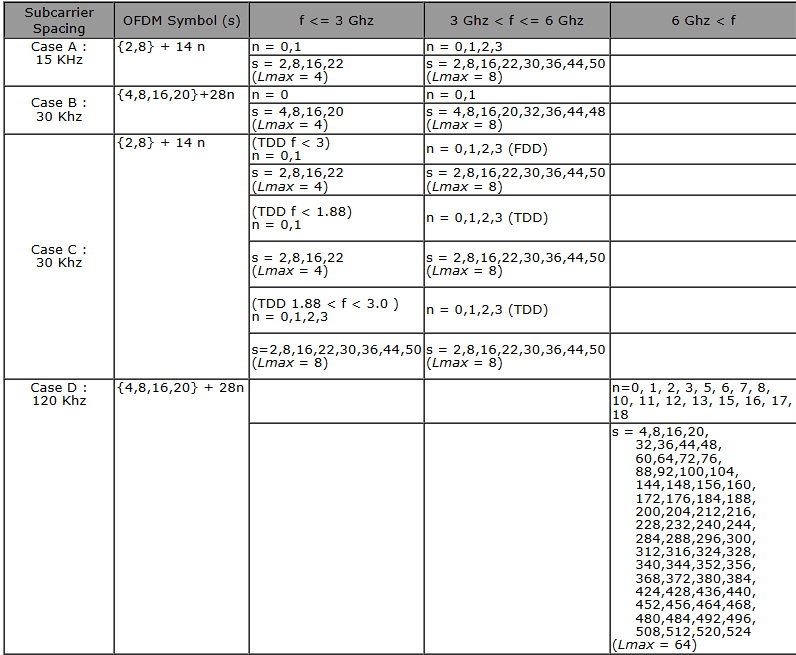 Subcarrier Spacing
OFDM Symbol (s)
f <= 3 Ghz
3 Ghz < f <= 6 Ghz
6 Ghz < f
Case A :
15 KHz
{2,8} + 14 n
n = 0,1
n = 0,1,2,3
s = 2,8,16,22
(Lmax = 4)
s = 2,8,16,22,30,36,44,50
(Lmax = 8)
Case B :
30 Khz
{4,8,16,20}+28n
n = 0
n = 0,1
s = 4,8,16,20
(Lmax = 4)
s = 4,8,16,20,32,36,44,48
(Lmax = 8)
Case C :
30 Khz
{2,8} + 14 n
(TDD f < 3)
n = 0,1
n = 0,1,2,3 (FDD)
s = 2,8,16,22
(Lmax = 4)
s = 2,8,16,22,30,36,44,50
(Lmax = 8)
(TDD f < 1.88)
n = 0,1
n = 0,1,2,3 (TDD)
s = 2,8,16,22
(Lmax = 4)
s = 2,8,16,22,30,36,44,50
(Lmax = 8)
(TDD 1.88 < f < 3.0 )
n = 0,1,2,3
n = 0,1,2,3 (TDD)
s=2,8,16,22,30,36,44,50
(Lmax = 8)
s = 2,8,16,22,30,36,44,50
(Lmax = 8)
Case D :
120 Khz
{4,8,16,20} + 28n
n=0, 1, 2, 3, 5, 6, 7, 8,
10, 11, 12, 13, 15, 16, 17,
18
s = 4,8,16,20,
32,36,44,48,
60,64,72,76,
88,92,100,104,
144,148,156,160,
172,176,184,188,
200,204,212,216,
228,232,240,244,
284,288,296,300,
312,316,324,328,
340,344,352,356,
368,372,380,384,
424,428,436,440,
452,456,464,468,
480,484,492,496,
508,512,520,524
(Lmax = 64)